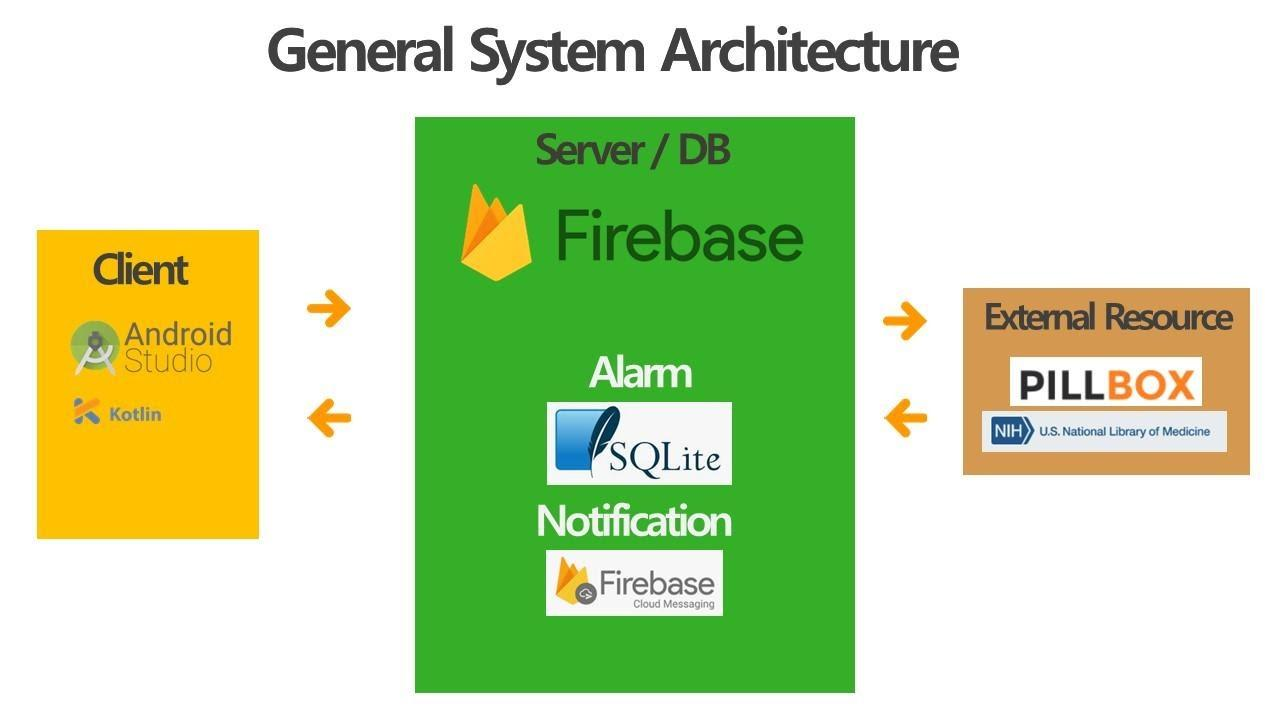 General System Architecture
Server / DB
Firebase
Client
Android
Studio
Kotlin
Alarm
SQLite
Notification
Firebase
Cloud Messaging
External Resource
PILLBOX
NIH U.S. National Library of Medicine